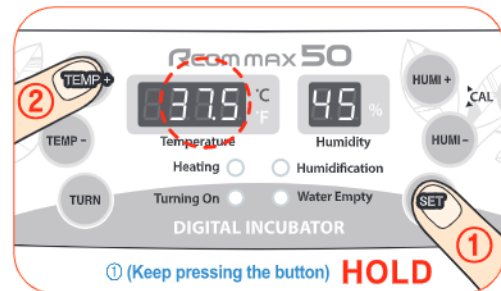 Rcom MAX 50
② TEMP + 37.5 °C °F 45 % HUMI + CAL
TEMP – Temperature Humidity HUMI –
Heating Humidification
TURN Turning On Water Empty SET
DIGITAL INCUBATOR ①
① (Keep pressing the button) HOLD